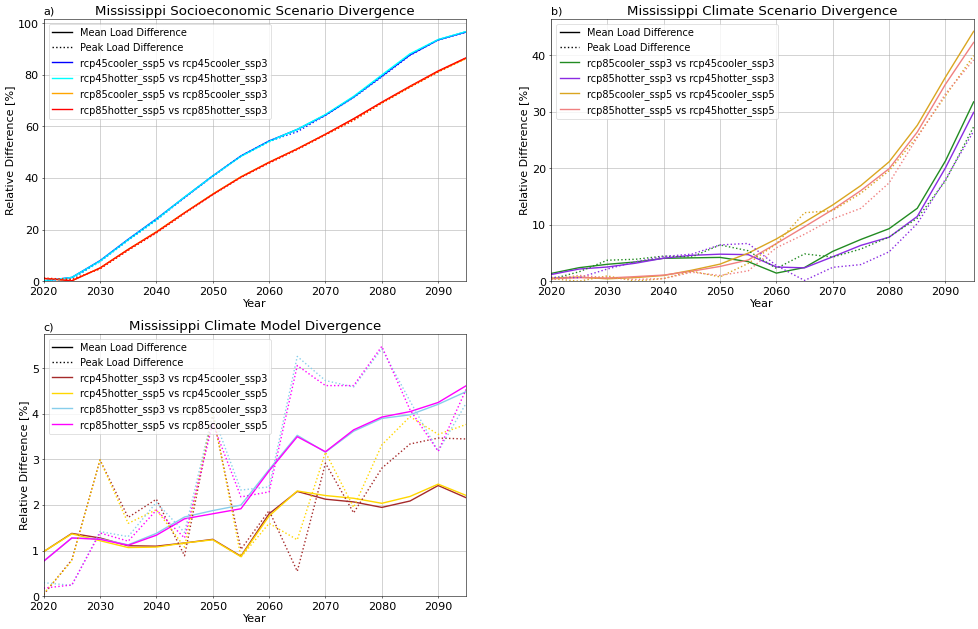 a)
Mississippi Socioeconomic Scenario Divergence
Relative Difference [%]
100
80
60
40
20
0
Mean Load Difference
Peak Load Difference
rcp45cooler_ssp5 vs rcp45cooler_ssp3
rcp45hotter_ssp5 vs rcp45hotter_ssp3
rcp85cooler_ssp5 vs rcp85cooler_ssp3
rcp85hotter_ssp5 vs rcp85hotter_ssp3
2020 2030 2040 2050 2060 2070 2080 2090
Year
b)
Mississippi Climate Scenario Divergence
Relative Difference [%]
40
30
20
10
0
Mean Load Difference
Peak Load Difference
rcp85cooler_ssp3 vs rcp45cooler_ssp3
rcp85hotter_ssp3 vs rcp45hotter_ssp3
rcp85cooler_ssp5 vs rcp45cooler_ssp5
rcp85hotter_ssp5 vs rcp45hotter_ssp5
2020 2030 2040 2050 2060 2070 2080 2090
Year
c)
Mississippi Climate Model Divergence
Relative Difference [%]
5
4
3
2
1
0
Mean Load Difference
Peak Load Difference
rcp45hotter_ssp3 vs rcp45cooler_ssp3
rcp45hotter_ssp5 vs rcp45cooler_ssp5
rcp85hotter_ssp3 vs rcp85cooler_ssp3
rcp85hotter_ssp5 vs rcp85cooler_ssp5
2020 2030 2040 2050 2060 2070 2080 2090
Year